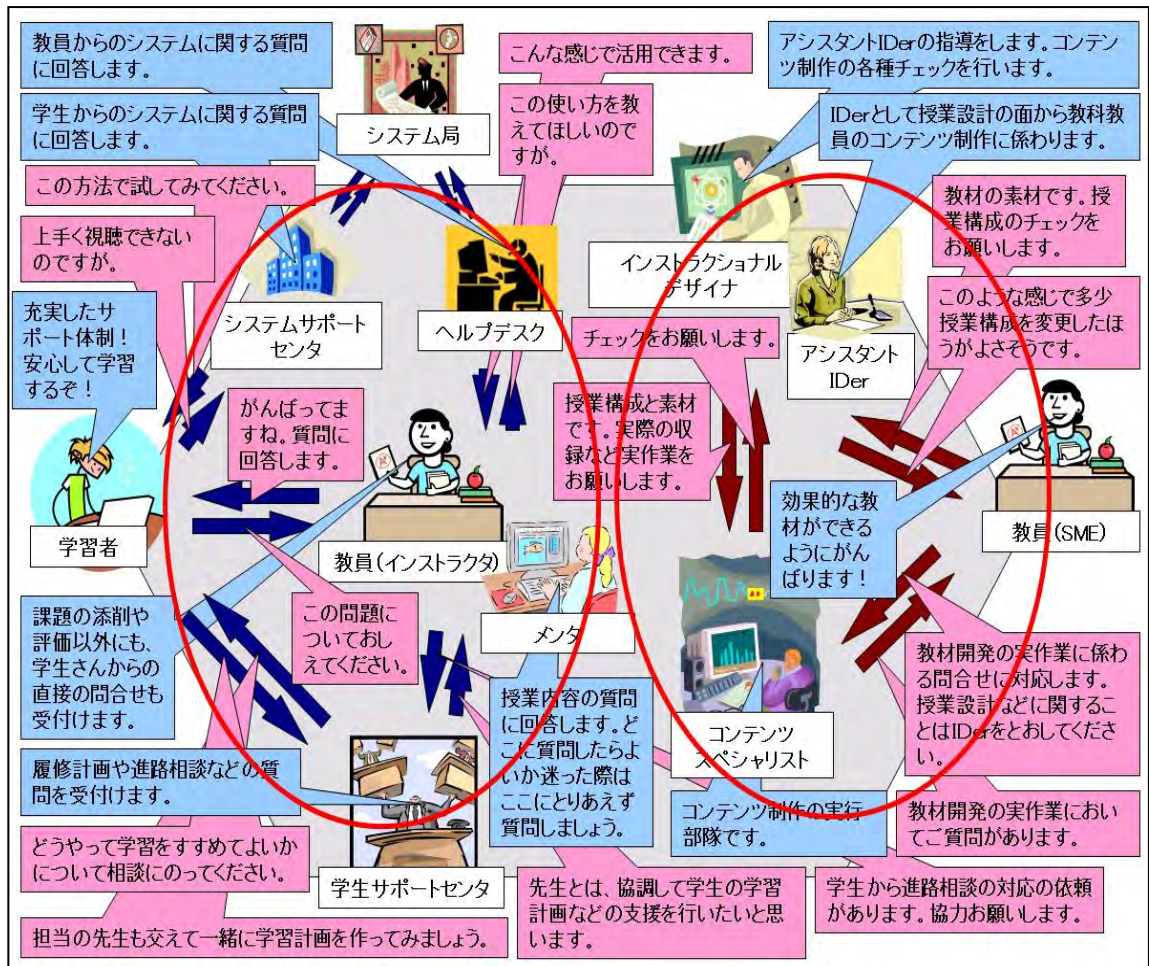 教員からのシステムに関する質問
に回答します。
学生からのシステムに関する質問
に回答します。
この方法で試してみてください。
上手く視聴できない
のですが。
充実したサ
ポート体制！
安心して学習
するぞ！
システム局
こんな感じで活用できます。
この使い方を教
えてほしいので
すが。
アシスタントIDerの指導をします。コンテン
ツ制作の各種チェックを行います。
IDerとして授業設計の面から教科教
員のコンテンツ制作に係わります。
教材の素材です。授
業構成のチェックを
お願いします。
このような感じで多少
授業構成を変更したほ
うがよさそうです。
システムサポート
センタ
ヘルプデスク
インストラクショナル
デザイナ
アシスタント
IDer
チェックをお願いします。
授業構成と素材
です。実際の収
録など実作業を
お願いします。
がんばってま
すね。質問に
回答します。
学習者
教員（インストラクタ）
メンタ
効果的な教
材ができる
ようにがん
ばります！
教員（SME）
課題の添削や
評価以外にも、
学生さんからの
直接の問合せも
受付けます。
この問題に
ついておし
えてください。
授業内容の質問
に回答します。ど
こに質問したらよ
いか迷った際は
ここにとりあえず
質問しましょう。
コンテンツ
スペシャリスト
教材開発の実作業に係わ
る問合せに対応します。
授業設計などに関するこ
とはIDerをとおしてくださ
い。
履修計画や進路相談などの質
問を受付けます。
コンテンツ制作の実行
部隊です。
教材開発の実作業におい
てご質問があります。
どうやって学習をすすめてよいか
について相談にのってください。
学生サポートセンタ
先生とは、協調して学生の学習
計画などの支援を行いたいと思
います。
学生から進路相談の対応の依頼
があります。協力お願いします。
担当の先生も交えて一緒に学習計画を作ってみましょう。